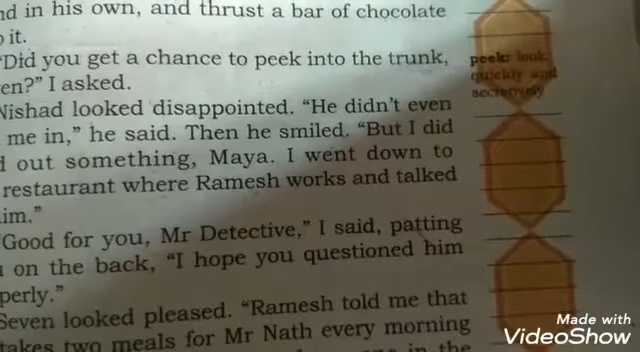 in his own, and thrust a bar of chocolate
it.
"Did you get a chance to peek into the trunk,
en?" I asked.
Nishad looked disappointed. "He didn't even
me in," he said. Then he smiled. "But I did
out something, Maya. I went down to
restaurant where Ramesh works and talked
im."
"Good for you, Mr Detective," I said, patting
on the back, "I hope you questioned him
perly."
Seven looked pleased. "Ramesh told me that
takes two meals for Mr Nath every morning
in the
peek: look
quickly and
secretively
Made with
VideoShow